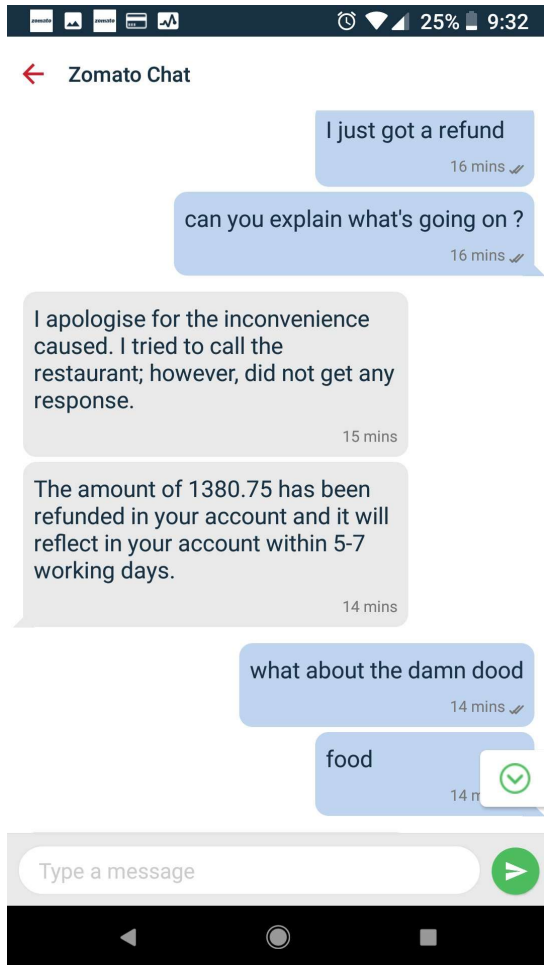 zomato
zomato
25%
9:32
Zomato Chat
I just got a refund
16 mins
can you explain what's going on ?
16 mins
I apologise for the inconvenience
caused. I tried to call the
restaurant; however, did not get any
response.
15 mins
The amount of 1380.75 has been
refunded in your account and it will
reflect in your account within 5-7
working days.
14 mins
what about the damn dood
14 mins
food
14 m
Type a message